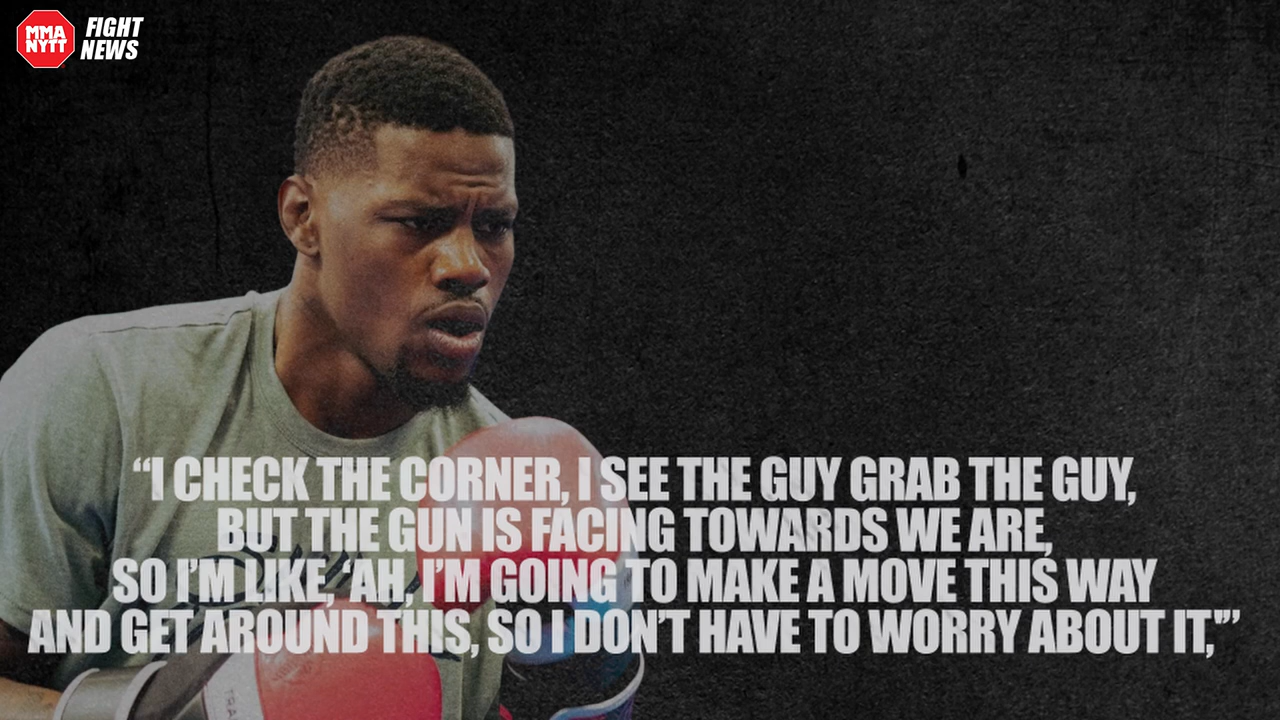 MMA
NYTT
FIGHT
NEWS
“I CHECK THE CORNER, I SEE THE GUY GRAB THE GUY,
BUT THE GUN IS FACING TOWARDS WE ARE,
SO I’M LIKE, ‘AH, I’M GOING TO MAKE A MOVE THIS WAY
AND GET AROUND THIS, SO I DON’T HAVE TO WORRY ABOUT IT,’”
TRA